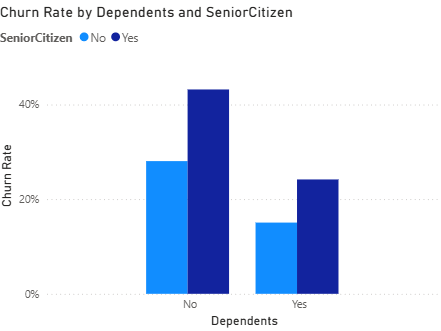 Churn Rate by Dependents and SeniorCitizen
SeniorCitizen No Yes
40%
20%
0%
Churn Rate
No Yes
Dependents